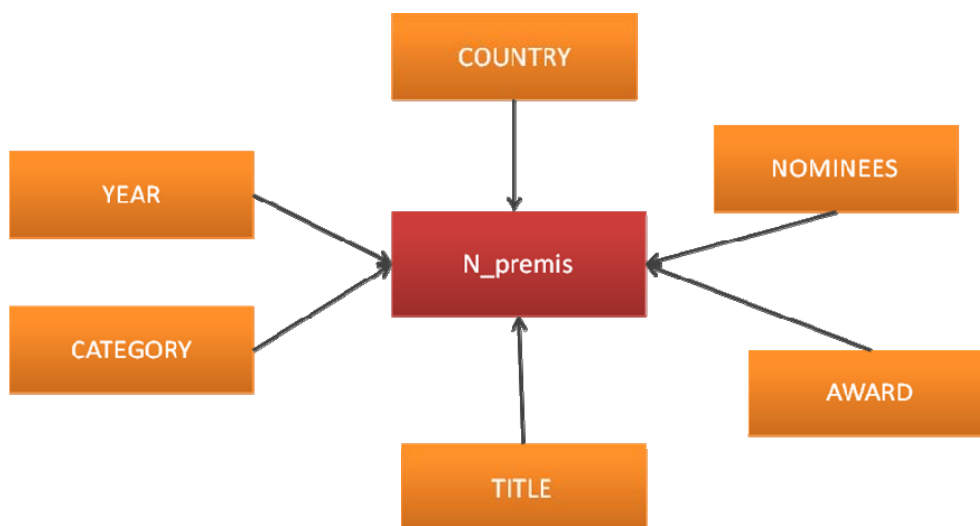 COUNTRY
NOMINEES
YEAR
N_premis
CATEGORY
AWARD
TITLE